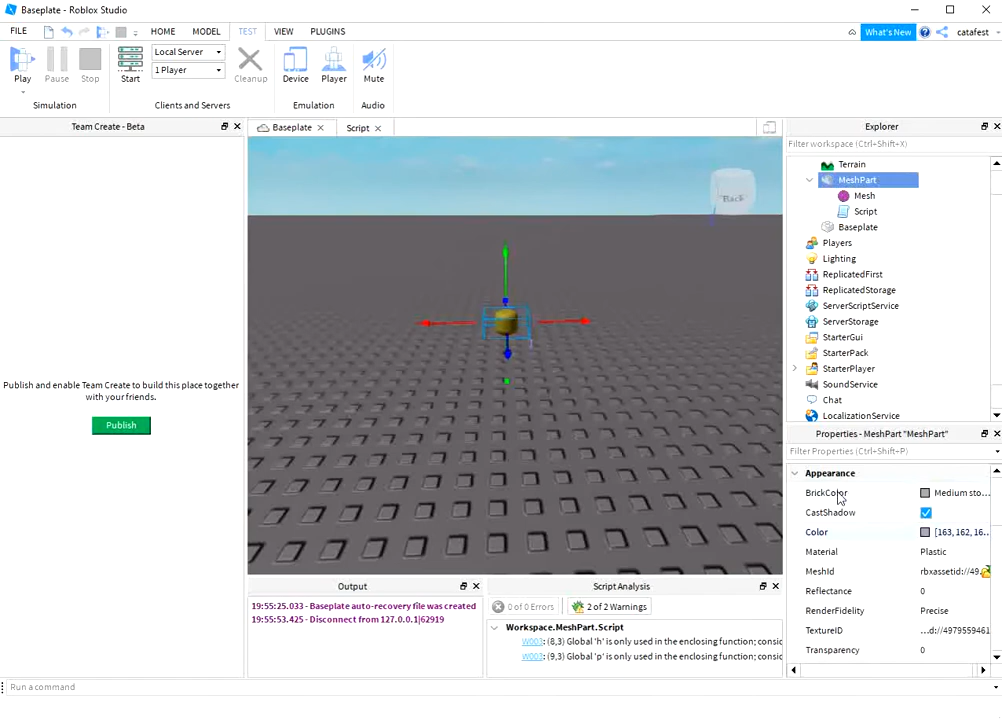 Baseplate - Roblox Studio
FILE HOME MODEL TEST VIEW PLUGINS What's New catafest
Play Pause Stop Start Local Server 1 Player Cleanup Device Player Mute
Simulation Clients and Servers Emulation Audio
Team Create - Beta
Publish and enable Team Create to build this place together
with your friends.
Publish
Baseplate Script
Back
Explorer
Filter workspace (Ctrl+Shift+X)
Terrain
MeshPart
Mesh
Script
Baseplate
Players
Lighting
ReplicatedFirst
ReplicatedStorage
ServerScriptService
ServerStorage
StarterGui
StarterPack
StarterPlayer
SoundService
Chat
LocalizationService
Properties - MeshPart "MeshPart"
Filter Properties (Ctrl+Shift+P)
Appearance
BrickColor Medium sto...
CastShadow
Color [163, 162, 16...
Material Plastic
MeshId rbxassetid://49
Reflectance 0
RenderFidelity Precise
TextureID ...d://4979559461
Transparency 0
Output
19:55:25.033 - Baseplate auto-recovery file was created
19:55:53.425 - Disconnect from 127.0.0.1|62919
Script Analysis
0 of 0 Errors 2 of 2 Warnings
Workspace.MeshPart.Script
W003: (8,3) Global 'h' is only used in the enclosing function; consid
W003: (9,3) Global 'p' is only used in the enclosing function; consid
Run a command